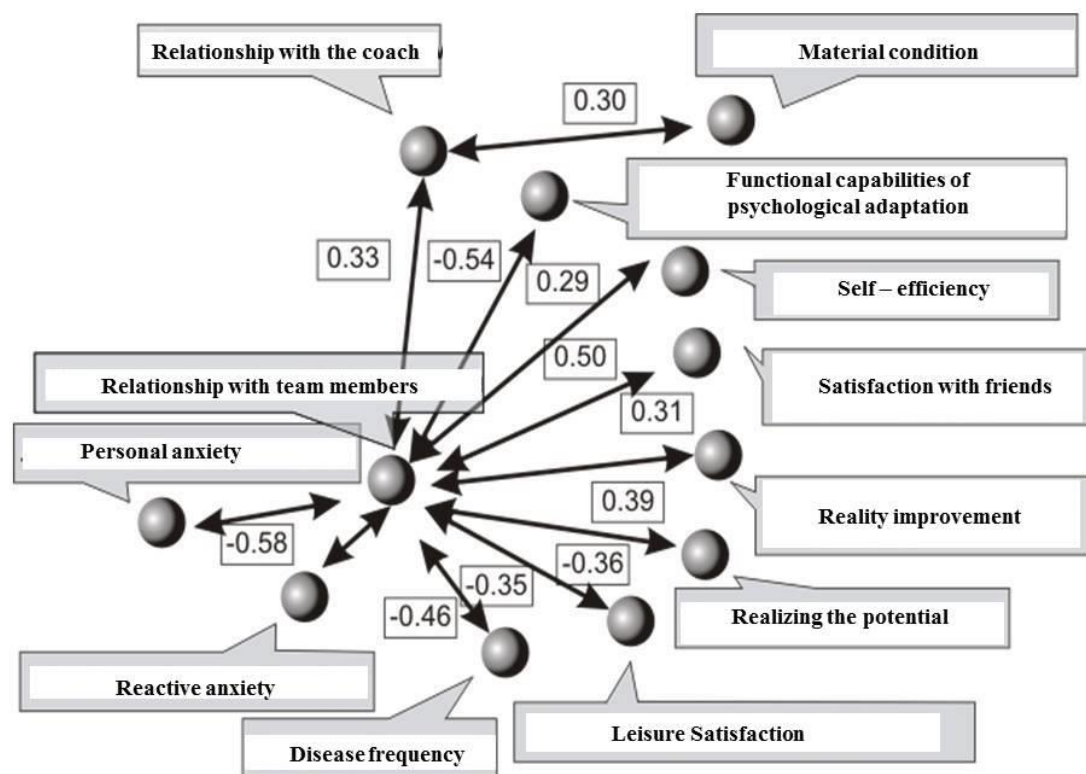 Relationship with the coach
Material condition
0.30
Functional capabilities of
psychological adaptation
0.33
-0.54
0.29
Self – efficiency
0.50
Relationship with team members
Satisfaction with friends
0.31
Personal anxiety
0.39
Reality improvement
-0.58
-0.36
-0.35
-0.46
Realizing the potential
Reactive anxiety
Leisure Satisfaction
Disease frequency